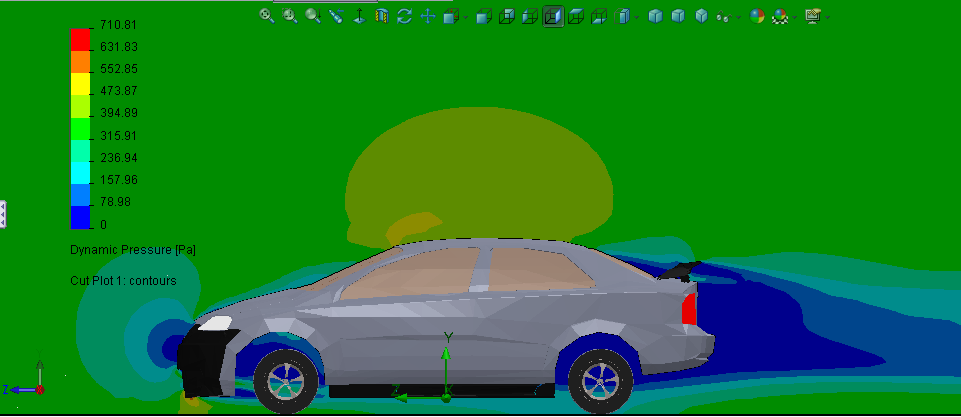 710.81
631.83
552.85
473.87
394.89
315.91
236.94
157.96
78.98
0
Dynamic Pressure [Pa]
Cut Plot 1: contours
Y
Z
X
Z